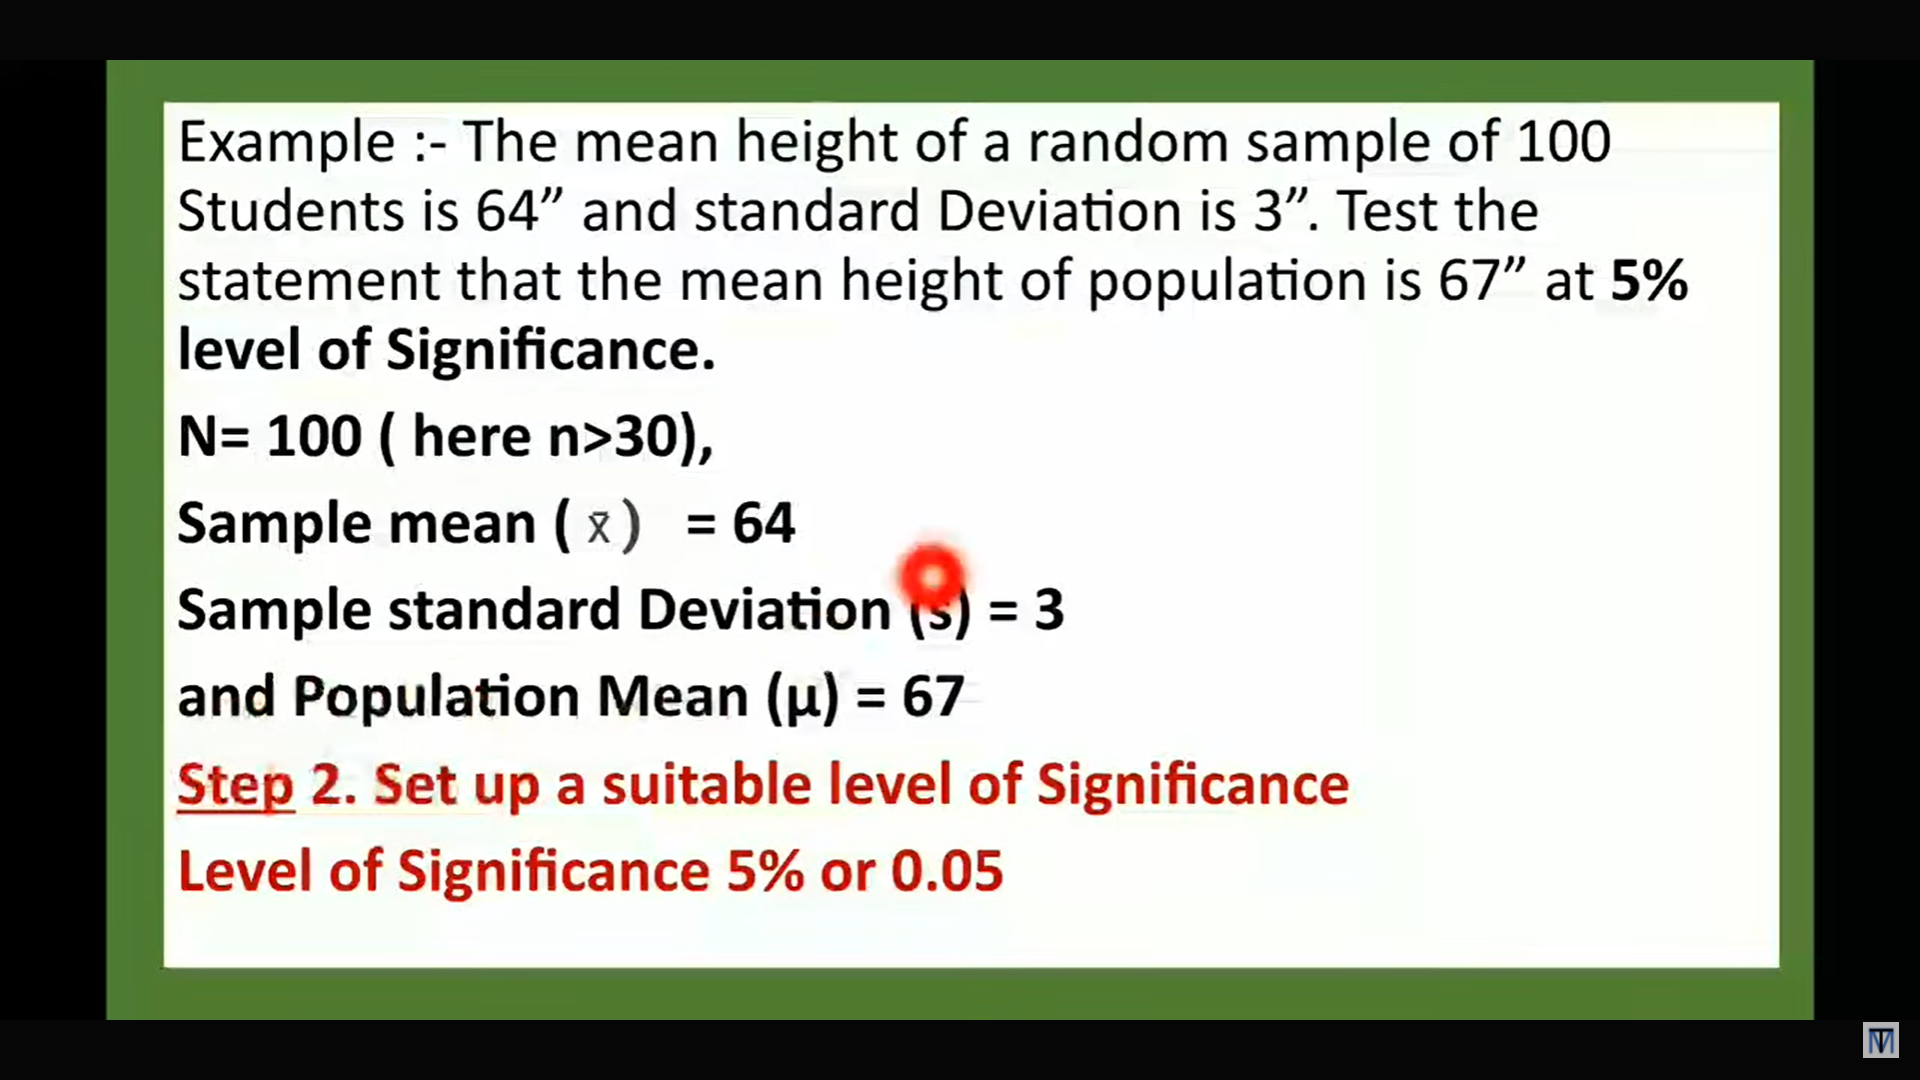 Example :- The mean height of a random sample of 100
Students is 64” and standard Deviation is 3”. Test the
statement that the mean height of population is 67” at 5%
level of Significance.
N= 100 ( here n>30),
Sample mean ( x̄ ) = 64
Sample standard Deviation (s) = 3
and Population Mean (μ) = 67
Step 2. Set up a suitable level of Significance
Level of Significance 5% or 0.05
TM